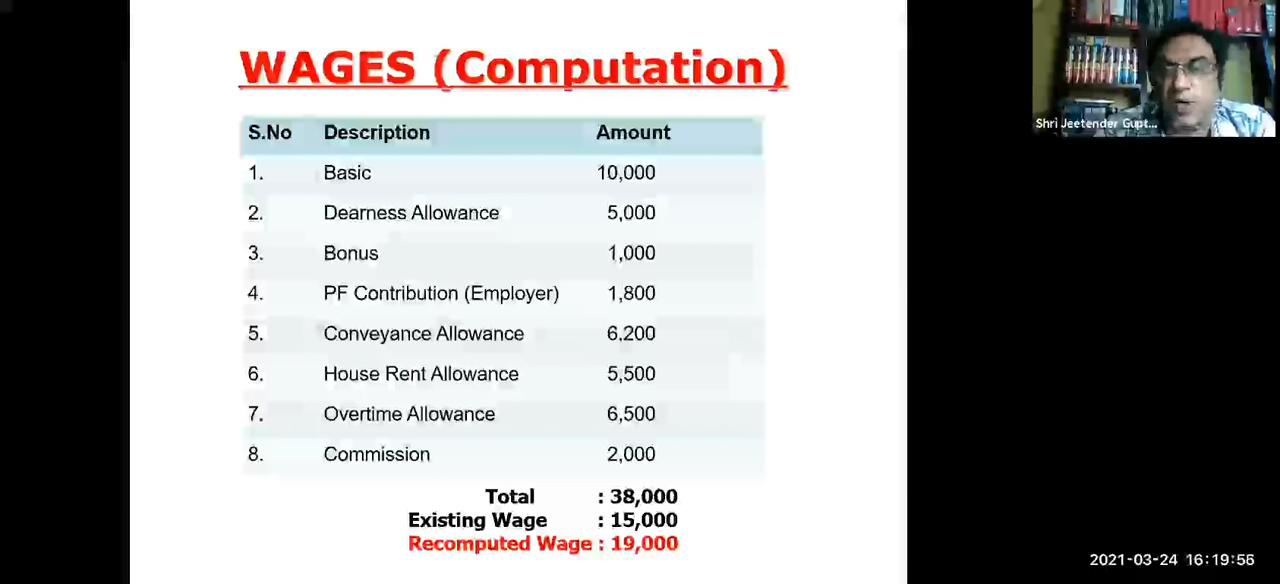 WAGES (Computation)
S.No Description Amount
1. Basic 10,000
2. Dearness Allowance 5,000
3. Bonus 1,000
4. PF Contribution (Employer) 1,800
5. Conveyance Allowance 6,200
6. House Rent Allowance 5,500
7. Overtime Allowance 6,500
8. Commission 2,000
Total : 38,000
Existing Wage : 15,000
Recomputed Wage : 19,000
Shri Jeetender Gupt...
2021-03-24 16:19:56